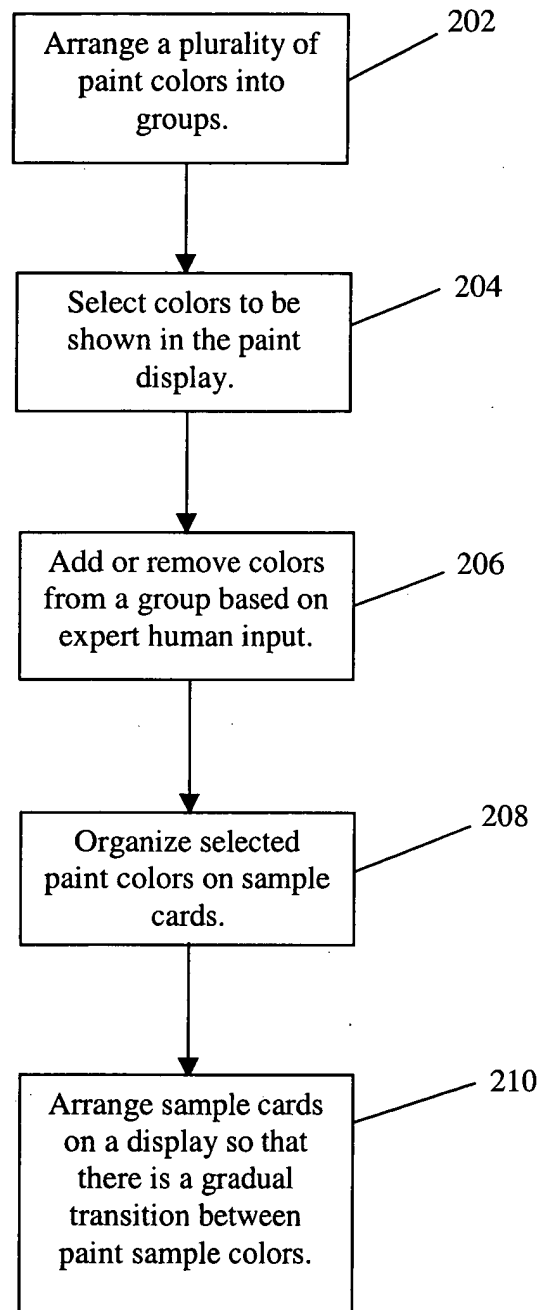 202
Arrange a plurality of
paint colors into
groups.
204
Select colors to be
shown in the paint
display.
206
Add or remove colors
from a group based on
expert human input.
208
Organize selected
paint colors on sample
cards.
210
Arrange sample cards
on a display so that
there is a gradual
transition between
paint sample colors.